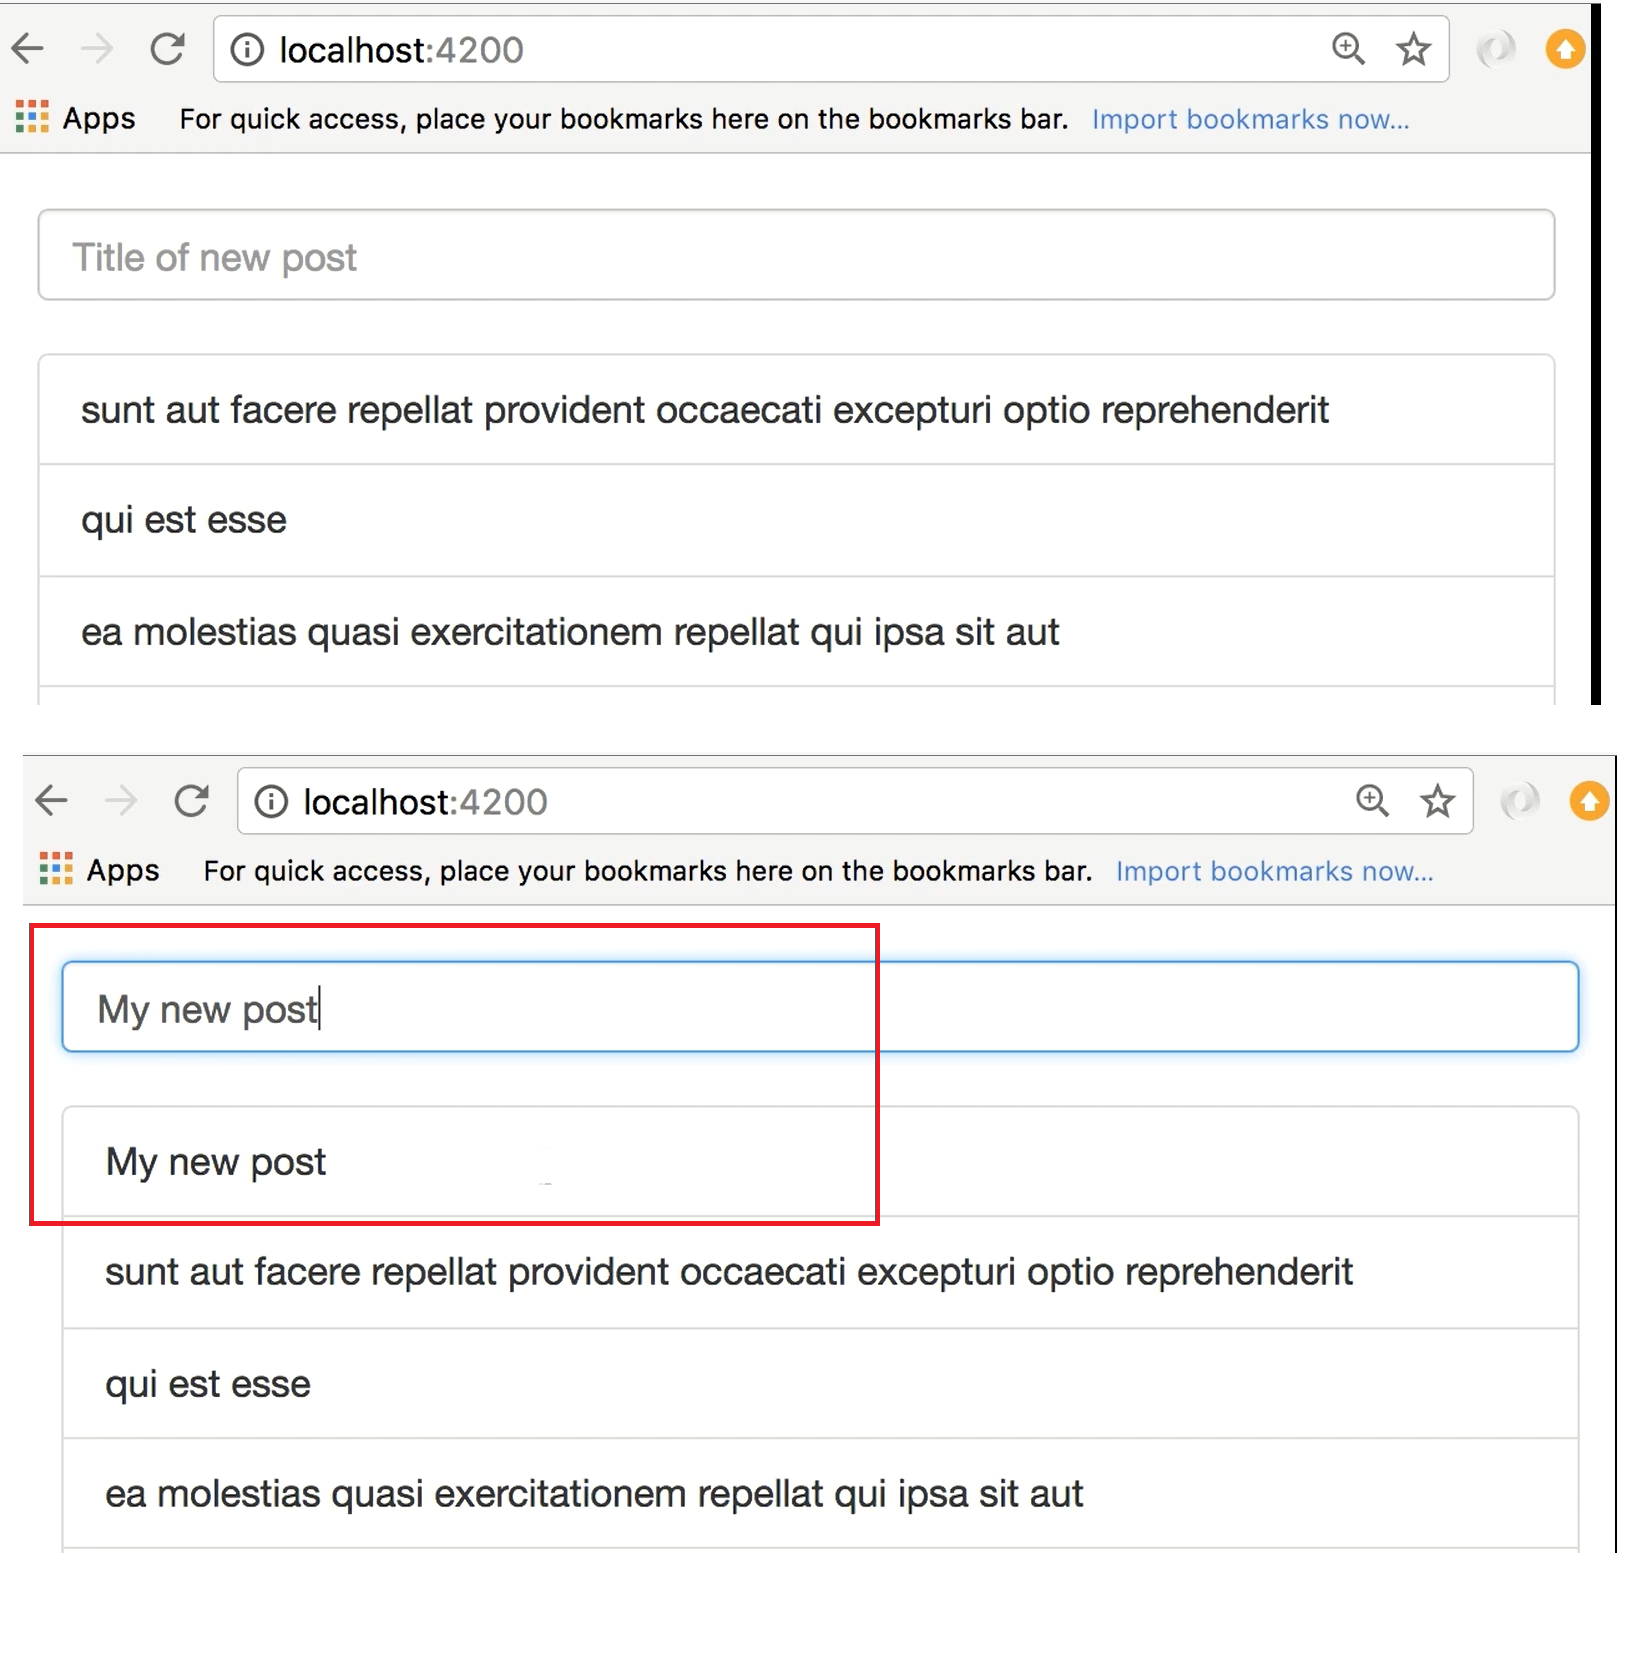 localhost:4200
Apps For quick access, place your bookmarks here on the bookmarks bar. Import bookmarks now...
Title of new post
sunt aut facere repellat provident occaecati excepturi optio reprehenderit
qui est esse
ea molestias quasi exercitationem repellat qui ipsa sit aut
localhost:4200
Apps For quick access, place your bookmarks here on the bookmarks bar. Import bookmarks now...
My new post
My new post
sunt aut facere repellat provident occaecati excepturi optio reprehenderit
qui est esse
ea molestias quasi exercitationem repellat qui ipsa sit aut